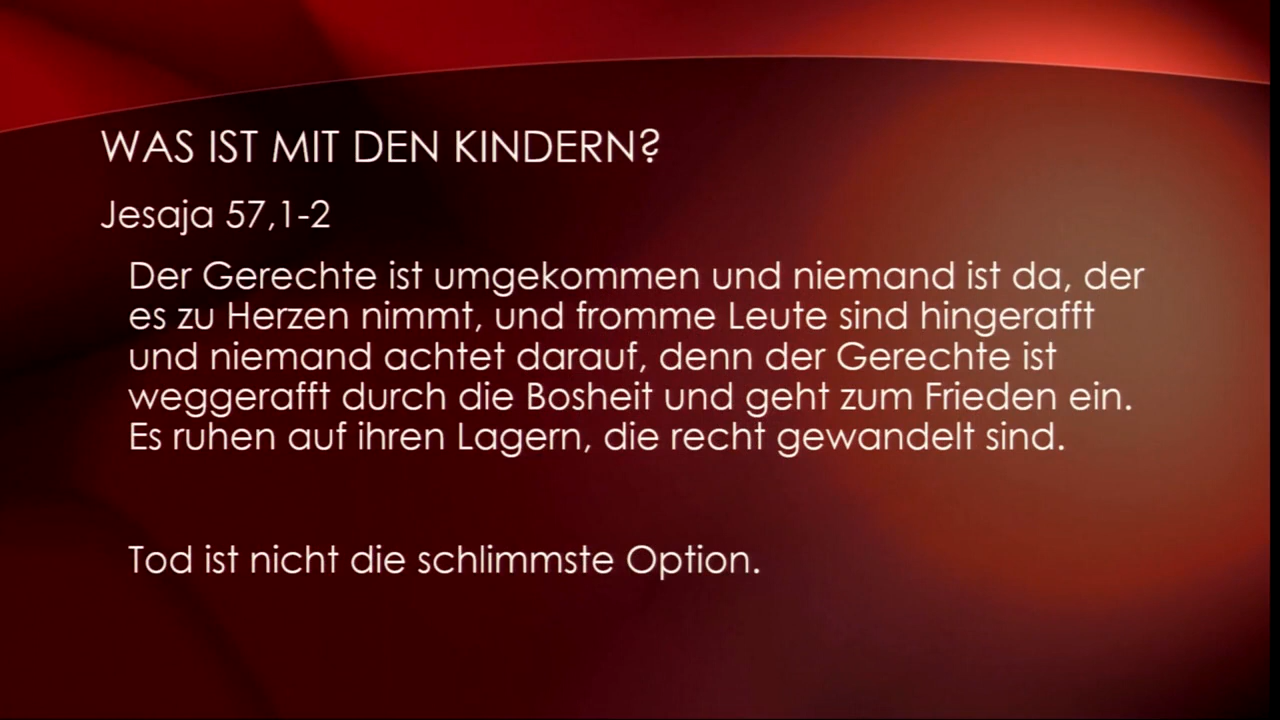 WAS IST MIT DEN KINDERN?
Jesaja 57,1-2
Der Gerechte ist umgekommen und niemand ist da, der
es zu Herzen nimmt, und fromme Leute sind hingerafft
und niemand achtet darauf, denn der Gerechte ist
weggerafft durch die Bosheit und geht zum Frieden ein.
Es ruhen auf ihren Lagern, die recht gewandelt sind.
Tod ist nicht die schlimmste Option.